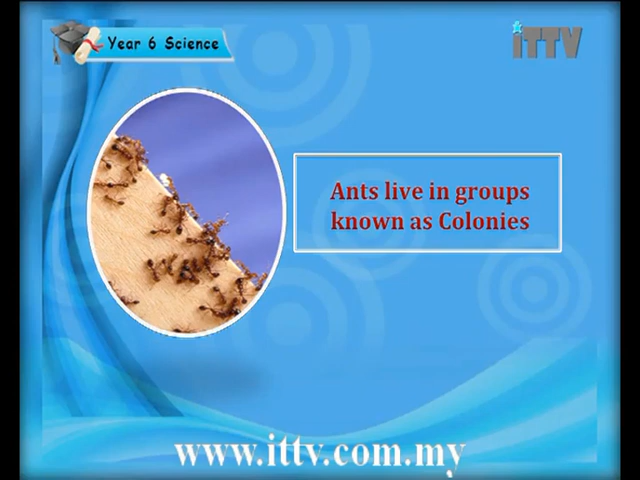 Year 6 Science
iTTV
Ants live in groups
known as Colonies
www.ittv.com.my